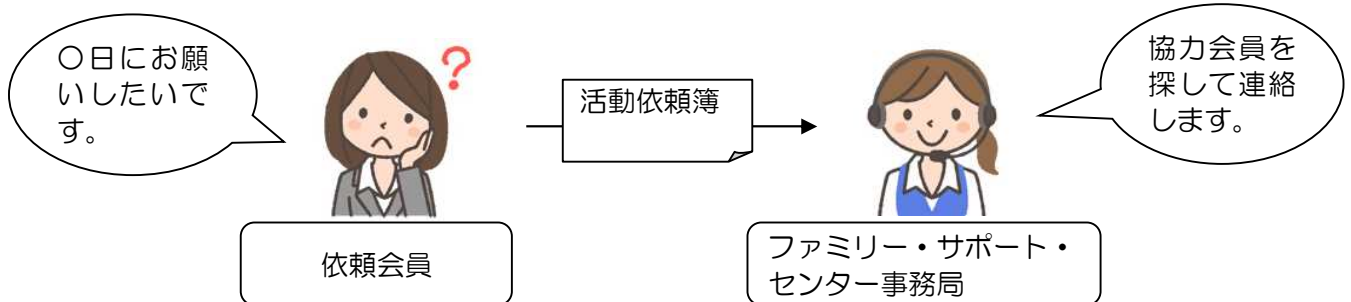 〇日にお願
いしたいで
す。
?
活動依頼簿
協力会員を
探して連絡
します。
依頼会員
ファミリー・サポート・
センター事務局